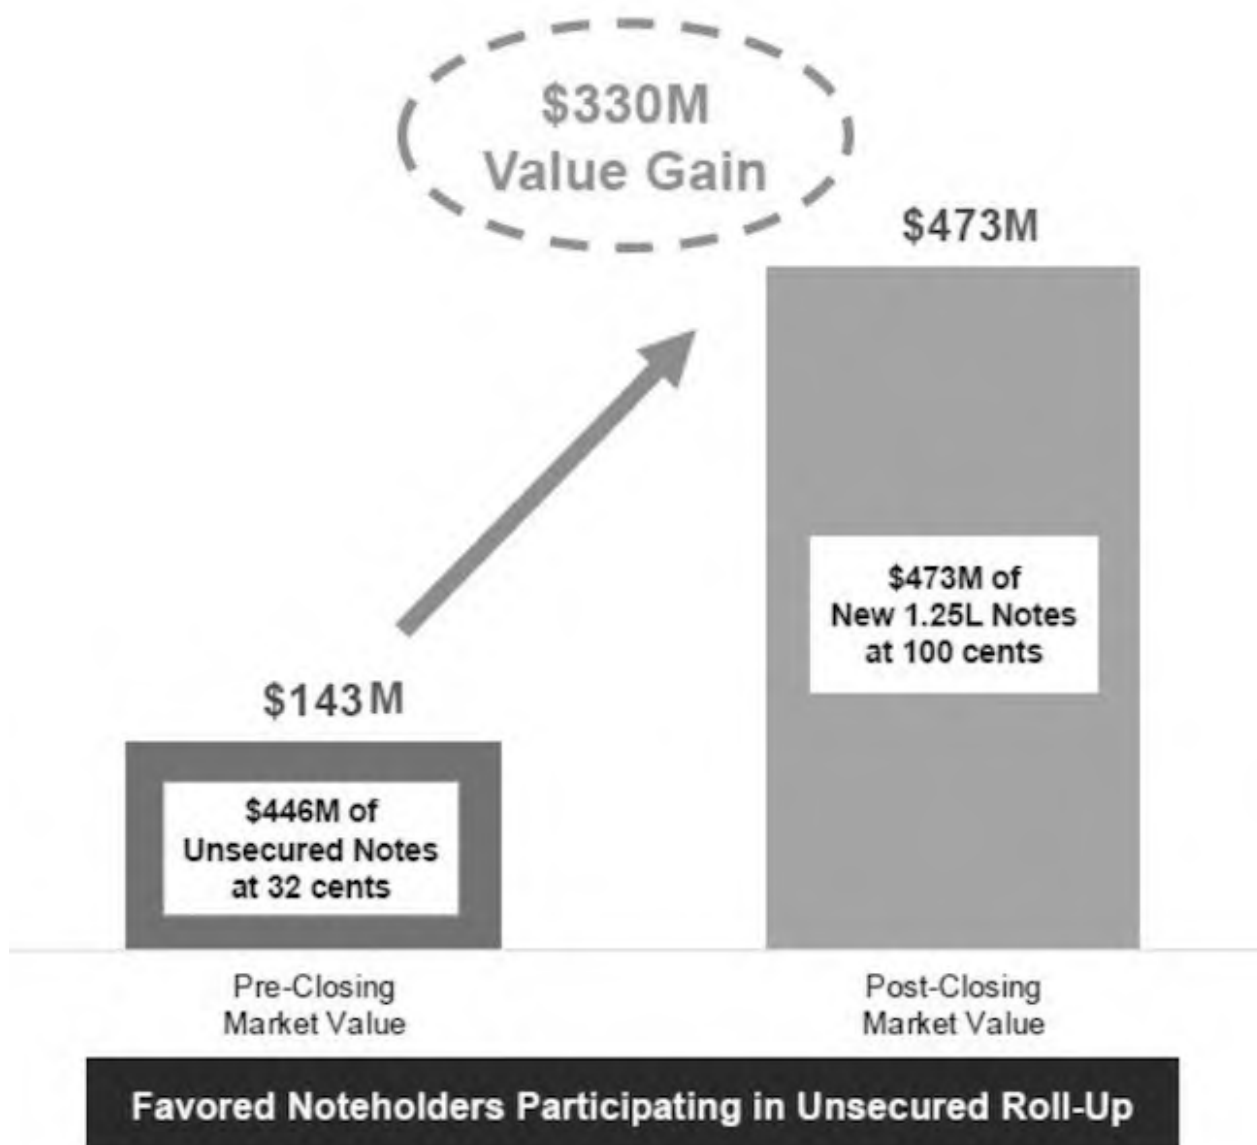 $330M
Value Gain
$473M
$473M of
New 1.25L Notes
at 100 cents
$143M
$446M of
Unsecured Notes
at 32 cents
Pre-Closing
Market Value
Post-Closing
Market Value
Favored Noteholders Participating in Unsecured Roll-Up